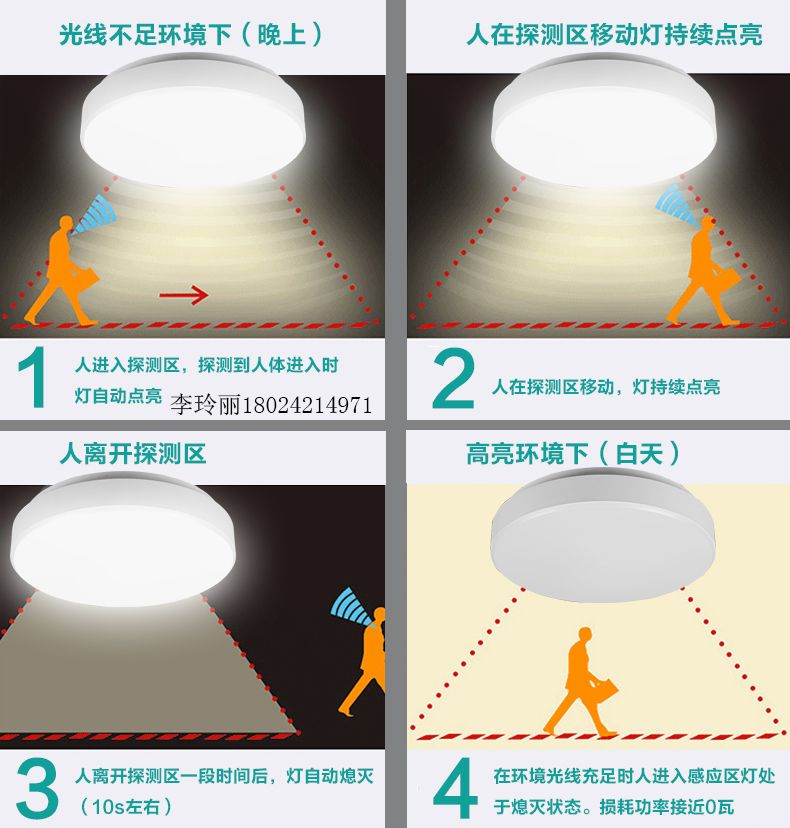 光线不足环境下（晚上）
人在探测区移动灯持续点亮
1
人进入探测区，探测到人体进入时
灯自动点亮
李玲丽18024214971
2
人在探测区移动，灯持续点亮
人离开探测区
高亮环境下（白天）
3
人离开探测区一段时间后，灯自动熄灭
（10s左右）
4
在环境光线充足时人进入感应区灯处
于熄灭状态。损耗功率接近0瓦